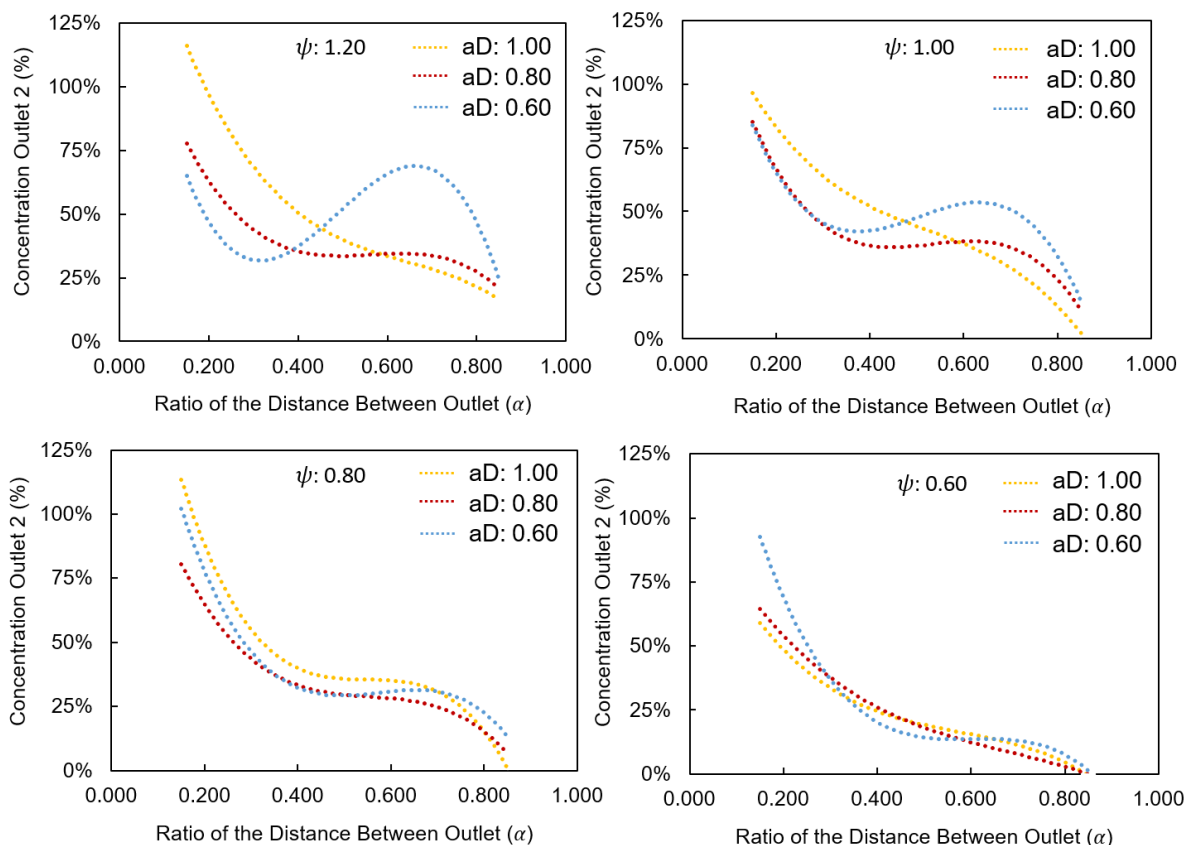 125%
100%
75%
50%
25%
0%
Concentration Outlet 2 (%)
ψ: 1.20
aD: 1.00
aD: 0.80
aD: 0.60
0.000 0.200 0.400 0.600 0.800 1.000
Ratio of the Distance Between Outlet (α)
125%
100%
75%
50%
25%
0%
Concentration Outlet 2 (%)
ψ: 1.00
aD: 1.00
aD: 0.80
aD: 0.60
0.000 0.200 0.400 0.600 0.800 1.000
Ratio of the Distance Between Outlet (α)
125%
100%
75%
50%
25%
0%
Concentration Outlet 2 (%)
ψ: 0.80
aD: 1.00
aD: 0.80
aD: 0.60
0.000 0.200 0.400 0.600 0.800 1.000
Ratio of the Distance Between Outlet (α)
125%
100%
75%
50%
25%
0%
Concentration Outlet 2 (%)
ψ: 0.60
aD: 1.00
aD: 0.80
aD: 0.60
0.000 0.200 0.400 0.600 0.800 1.000
Ratio of the Distance Between Outlet (α)